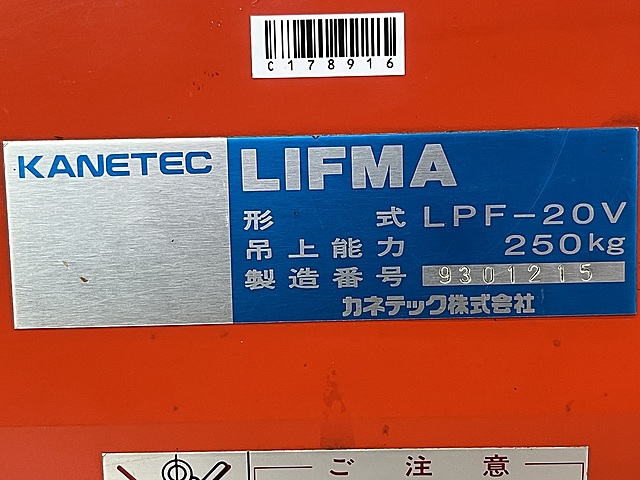 C178916
KANETEC
LIFMA
形 式 LPF-20V
吊上能力 250kg
製造番号 9301215
カネテック株式会社
ご注意